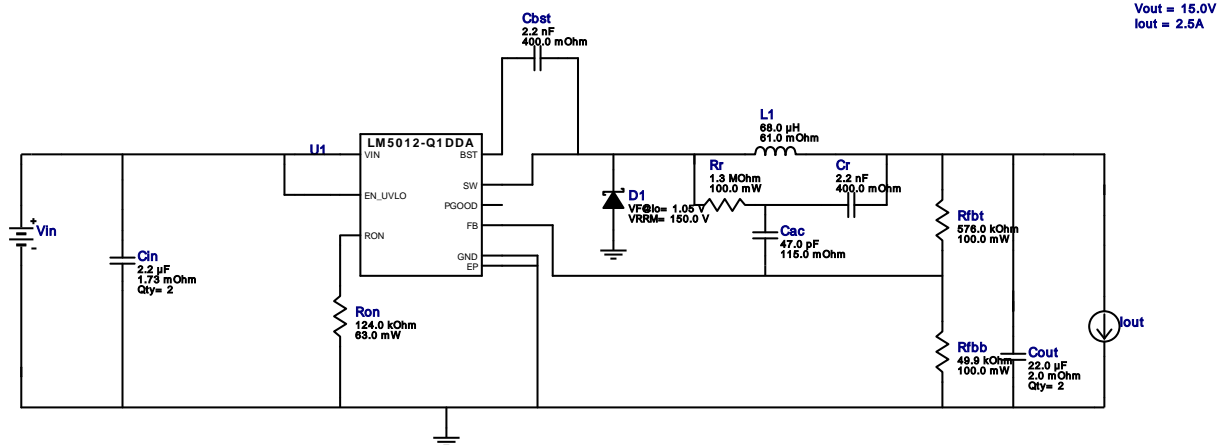 Vout = 15.0V
Iout = 2.5A
Cbst
2.2 nF
400.0 mOhm
L1
68.0 µH
61.0 mOhm
U1
LM5012-Q1DDA
VIN
BST
EN_UVLO
SW
PGOOD
RON
FB
GND
EP
Rr
1.3 MOhm
100.0 mW
Cr
2.2 nF
400.0 mOhm
D1
VF@Io= 1.05 V
VRRM= 150.0 V
Cac
47.0 pF
115.0 mOhm
Rfbt
576.0 kOhm
100.0 mW
+
Vin
-
Cin
2.2 µF
1.73 mOhm
Qty= 2
Ron
124.0 kOhm
63.0 mW
Rfbb
49.9 kOhm
100.0 mW
Cout
22.0 µF
2.0 mOhm
Qty= 2
Iout